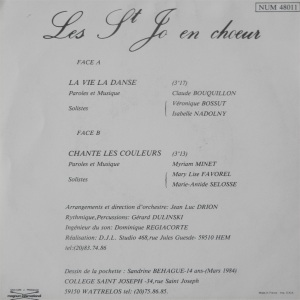 NUM 48011
Les St Jo en choeur
FACE A
LA VIE LA DANSE (3'17)
Paroles et Musique Claude BOUQUILLON
Solistes Véronique BOSSUT
Isabelle NADOLNY
FACE B
CHANTE LES COULEURS (3'13)
Paroles et Musique Myriam MINET
Solistes Mary Lise FAVOREL
Marie-Antide SELOSSE
Arrangements et direction d'orchestre: Jean Luc DRION
Rythmique,Percussions: Gérard DULINSKI
Ingénieur du son: Dominique REGIACORTE
Réalisation: D.J.L. Studio 468,rue Jules Guesde- 59510 HEM
tel:(20)83.74.86
Dessin de la pochette : Sandrine BEHAGUE-14 ans-(Mars 1984)
COLLEGE SAINT JOSEPH -34,rue Saint Joseph
59150 WATTRELOS tel: (20)75.86.85.